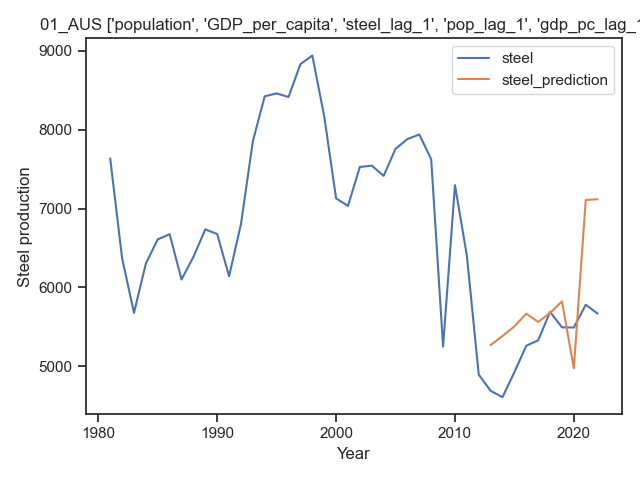 01_AUS ['population', 'GDP_per_capita', 'steel_lag_1', 'pop_lag_1', 'gdp_pc_lag_1
steel
steel_prediction
9000
8000
7000
6000
5000
Steel production
1980
1990
2000
2010
2020
Year